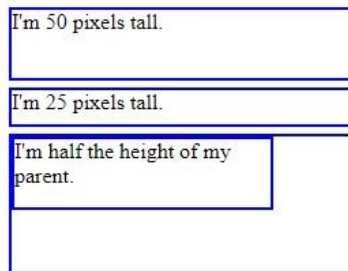 I'm 50 pixels tall.
I'm 25 pixels tall.
I'm half the height of my
parent.